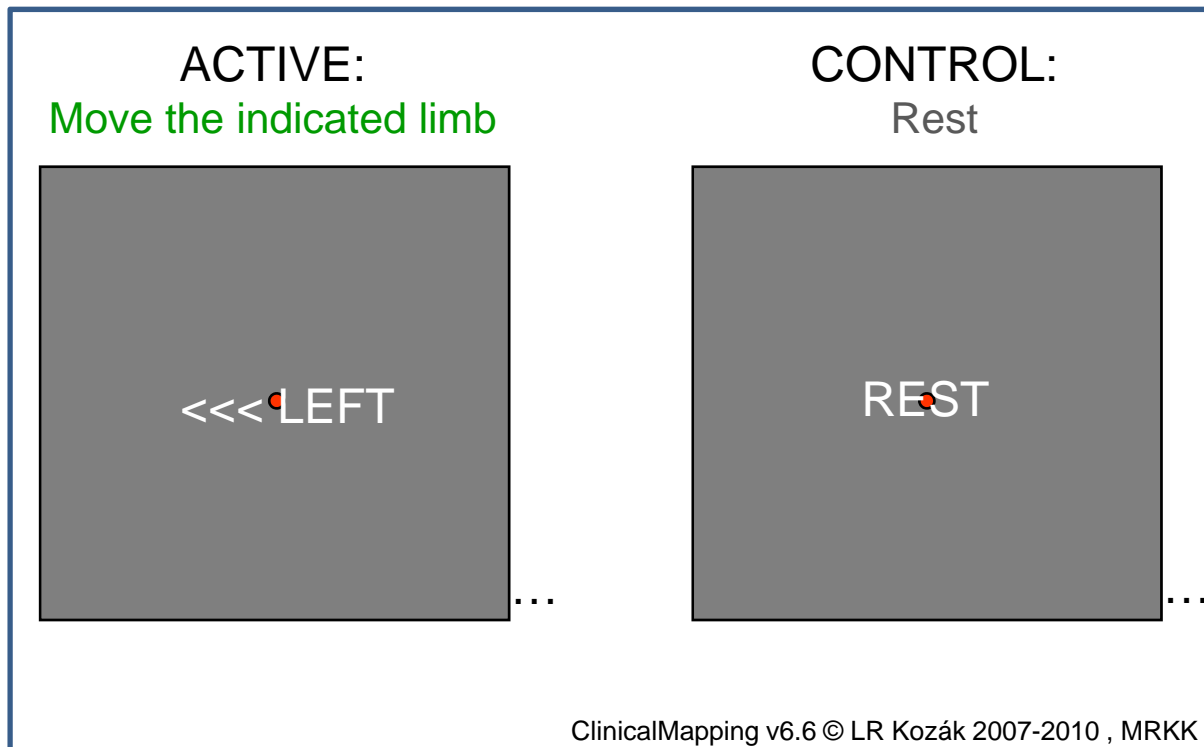 ACTIVE:
Move the indicated limb
<<< LEFT
...
CONTROL:
Rest
REST
...
ClinicalMapping v6.6 © LR Kozák 2007-2010 , MRKK